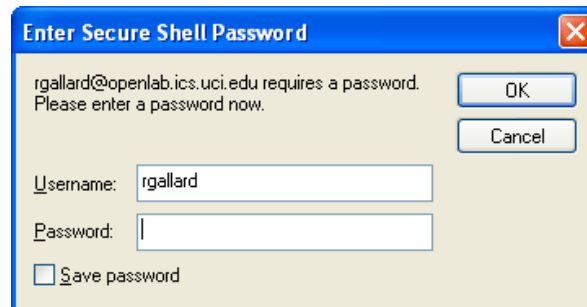 Enter Secure Shell Password
rgallard@openlab.ics.uci.edu requires a password.
Please enter a password now.
OK
Cancel
Username: rgallard
Password:
Save password